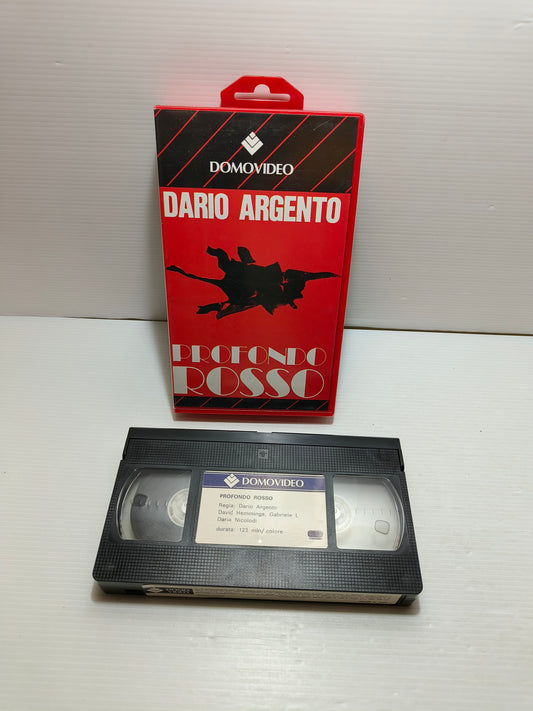 DOMOVIDEO
DARIO ARGENTO
PROFONDO
ROSSO
DOMOVIDEO
PROFONDO ROSSO
Regia: Dario Argento
David Hemmings, Gabriele L
Daria Nicolodi
durata: 123 min/ colore